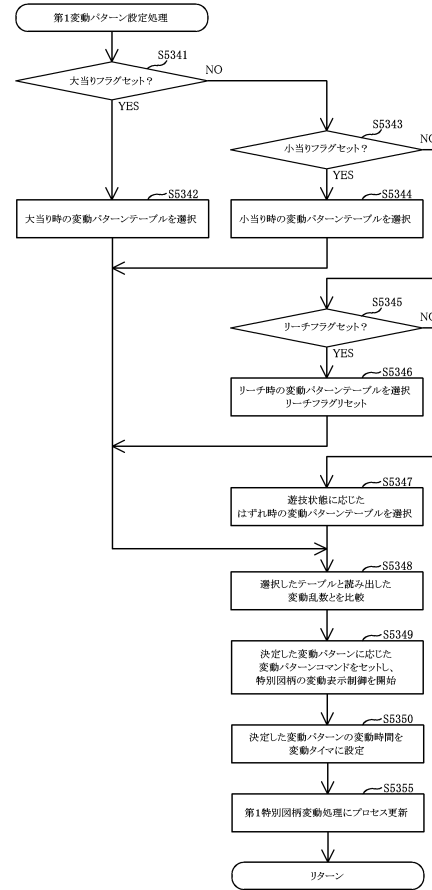 第1変動パターン設定処理
S5341
大当りフラグセット?
NO
YES
S5343
小当りフラグセット?
NO
YES
S5342
大当り時の変動パターンテーブルを選択
S5344
小当り時の変動パターンテーブルを選択
S5345
リーチフラグセット?
NO
YES
S5346
リーチ時の変動パターンテーブルを選択
リーチフラグリセット
S5347
遊技状態に応じた
はずれ時の変動パターンテーブルを選択
S5348
選択したテーブルと読み出した
変動乱数とを比較
S5349
決定した変動パターンに応じた
変動パターンコマンドをセットし、
特別図柄の変動表示制御を開始
S5350
決定した変動パターンの変動時間を
変動タイマに設定
S5355
第1特別図柄変動処理にプロセス更新
リターン